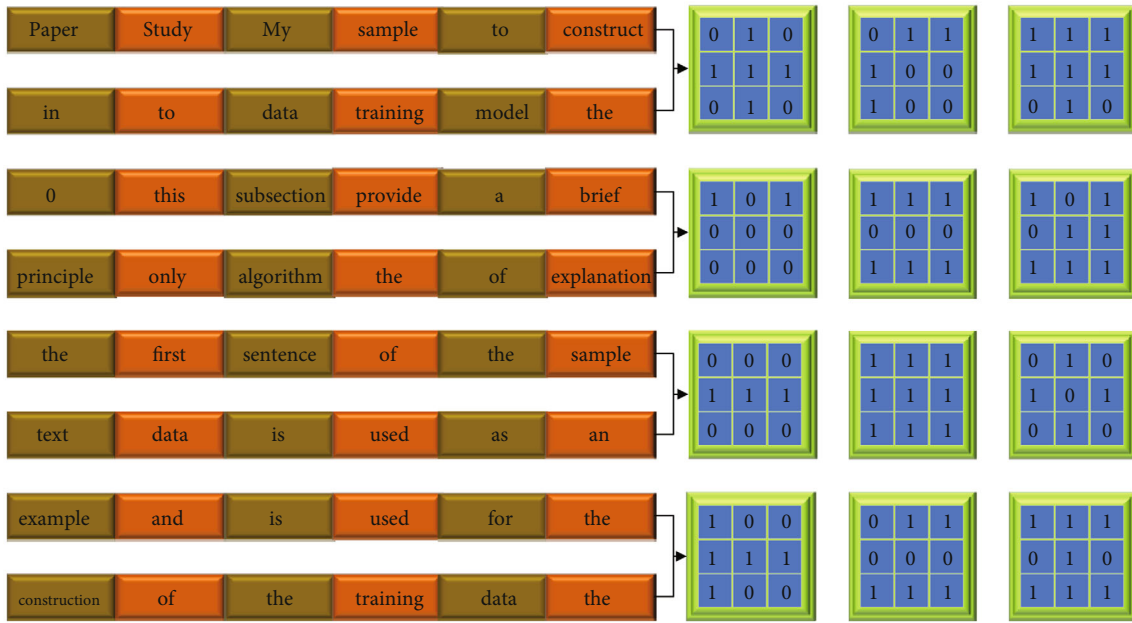 Paper Study My sample to construct
0 1 0 0 1 1 1 1 1
1 1 1 1 0 0 1 1 1
in to data training model the
0 1 0 1 0 0 0 1 0
0 this subsection provide a brief
1 0 1 1 1 1 1 0 1
0 0 0 0 0 0 0 1 1
principle only algorithm the of explanation
0 0 0 1 1 1 1 1 1
the first sentence of the sample
0 0 0 1 1 1 0 1 0
1 1 1 1 1 1 1 0 1
text data is used as an
0 0 0 1 1 1 0 1 0
example and is used for the
1 0 0 0 1 1 1 1 1
1 1 1 0 0 0 0 1 0
construction of the training data the
1 0 0 1 1 1 1 1 1